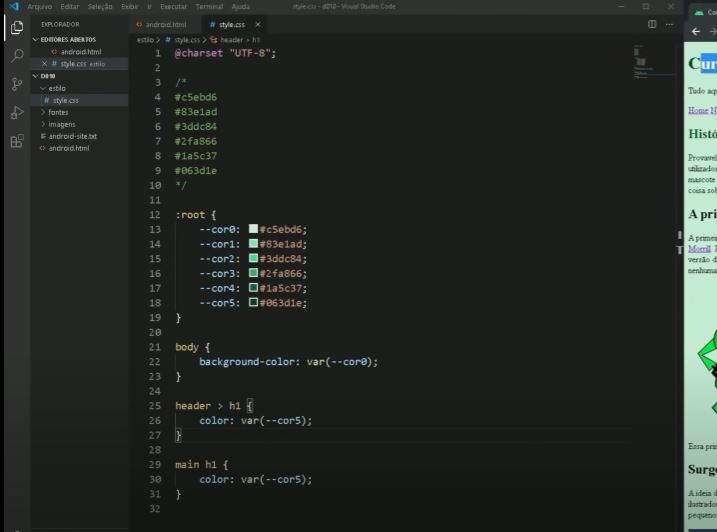 Arquivo Editar Seleção Exibir Ir Executar Terminal Ajuda
style.css - d010 - Visual Studio Code
EXPLORADOR
EDITORES ABERTOS
android.html
style.css estilo
D010
estilo
style.css
fontes
imagens
android-site.txt
android.html
android.html
style.css
estilo > style.css > header > h1
1 @charset "UTF-8";
2
3 /*
4 #c5ebd6
5 #83e1ad
6 #3ddc84
7 #2fa866
8 #1a5c37
9 #063d1e
10 */
11
12 :root {
13 --cor0: #c5ebd6;
14 --cor1: #83e1ad;
15 --cor2: #3ddc84;
16 --cor3: #2fa866;
17 --cor4: #1a5c37;
18 --cor5: #063d1e;
19 }
20
21 body {
22 background-color: var(--cor0);
23 }
24
25 header > h1 {
26 color: var(--cor5);
27 }
28
29 main h1 {
30 color: var(--cor5);
31 }
32
Cur
Tudo aqu
Home N
Histó
Provavel
utilizados
mascote
coisa sob
A pri
A primei
Morrill
versão d
nenhuma
Essa prin
Surge
A ideia d
ilustrador
pequeno